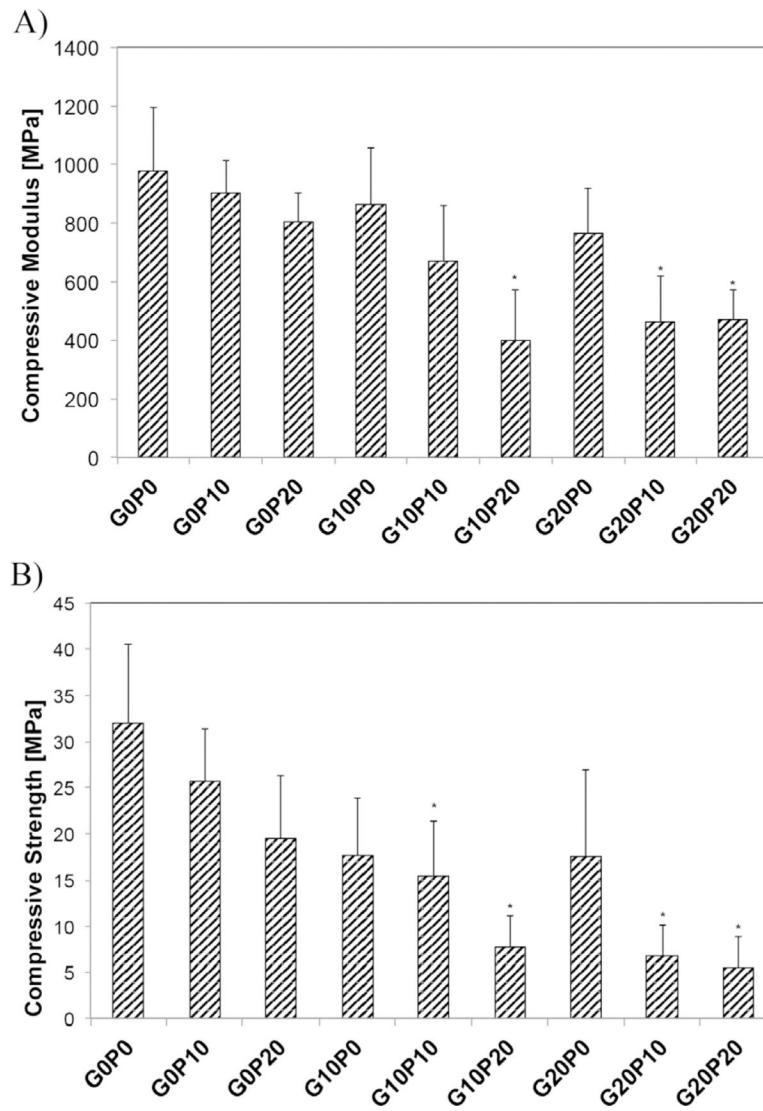 A)
Compressive Modulus [MPa]
1400
1200
1000
800
600
400
200
0
*
*
*
G0P0
G0P10
G0P20
G10P0
G10P10
G10P20
G20P0
G20P10
G20P20
B)
Compressive Strength [MPa]
45
40
35
30
25
20
15
10
5
0
*
*
*
*
G0P0
G0P10
G0P20
G10P0
G10P10
G10P20
G20P0
G20P10
G20P20